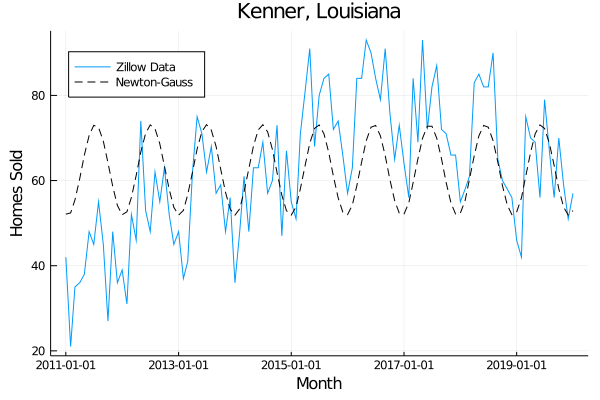 Kenner, Louisiana
Zillow Data
Newton-Gauss
Homes Sold
80
60
40
20
2011-01-01 2013-01-01 2015-01-01 2017-01-01 2019-01-01
Month